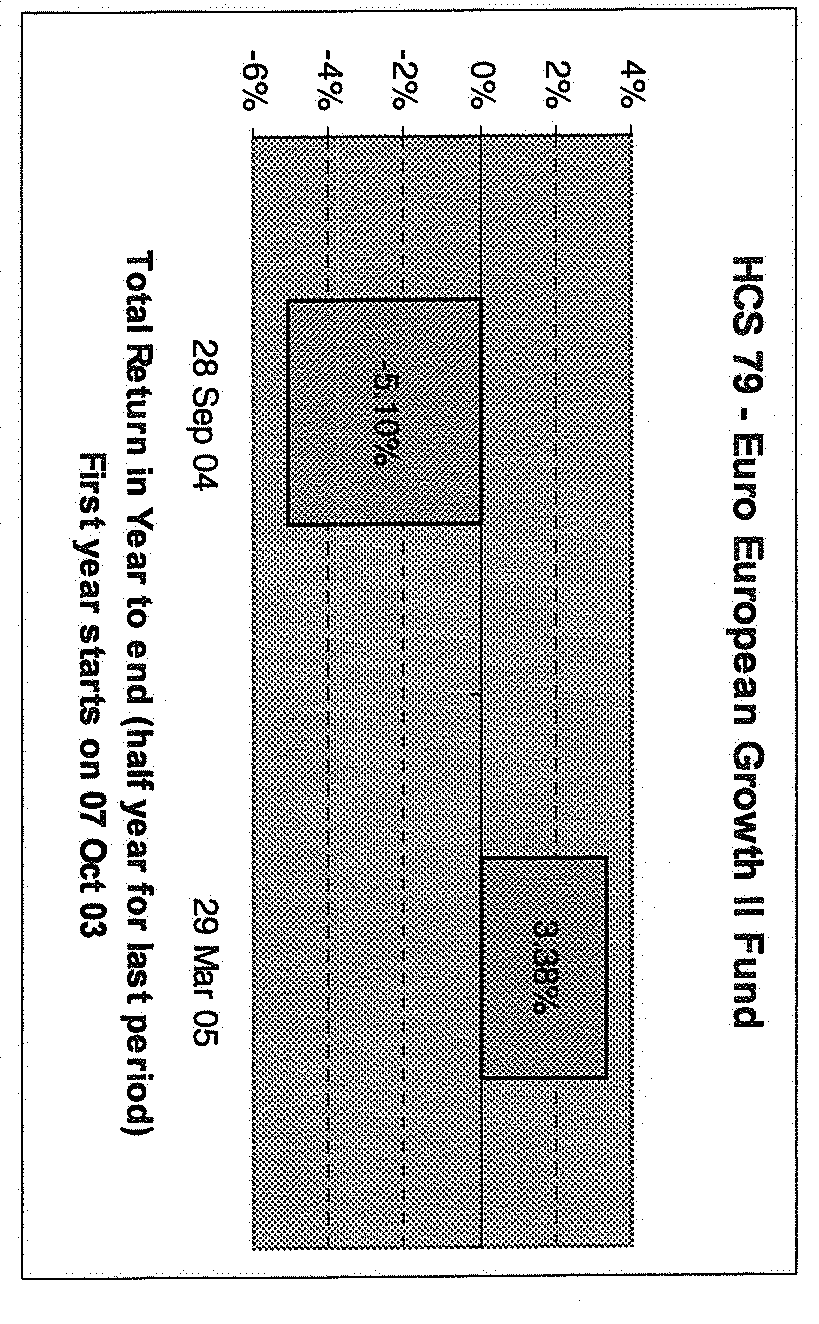 HCS 79 - Euro European Growth II Fund
4%
2%
0%
-2%
-4%
-6%
-5.10%
3.38%
28 Sep 04
29 Mar 05
Total Return in Year to end (half year for last period)
First year starts on 07 Oct 03